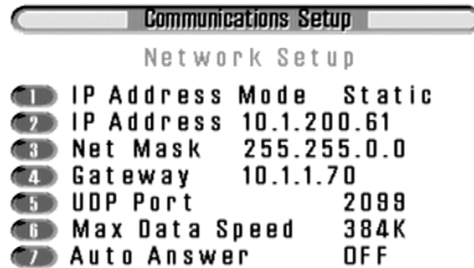 Communications Setup
Network Setup
1 IP Address Mode Static
2 IP Address 10.1.200.61
3 Net Mask 255.255.0.0
4 Gateway 10.1.1.70
5 UDP Port 2099
6 Max Data Speed 384K
7 Auto Answer OFF